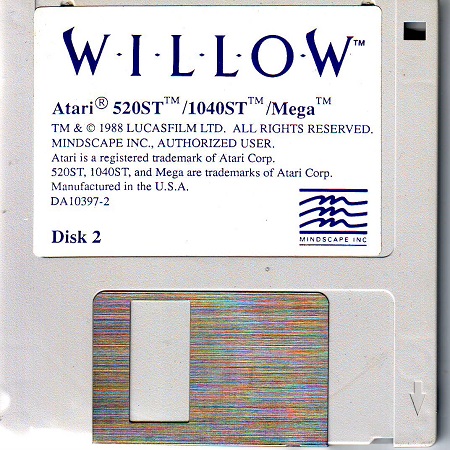 W·I·L·L·O·W™
Atari® 520ST™/1040ST™/Mega™
TM & © 1988 LUCASFILM LTD. ALL RIGHTS RESERVED.
MINDSCAPE INC., AUTHORIZED USER.
Atari is a registered trademark of Atari Corp.
520ST, 1040ST, and Mega are trademarks of Atari Corp.
Manufactured in the U.S.A.
DA10397-2
Disk 2
MINDSCAPE INC